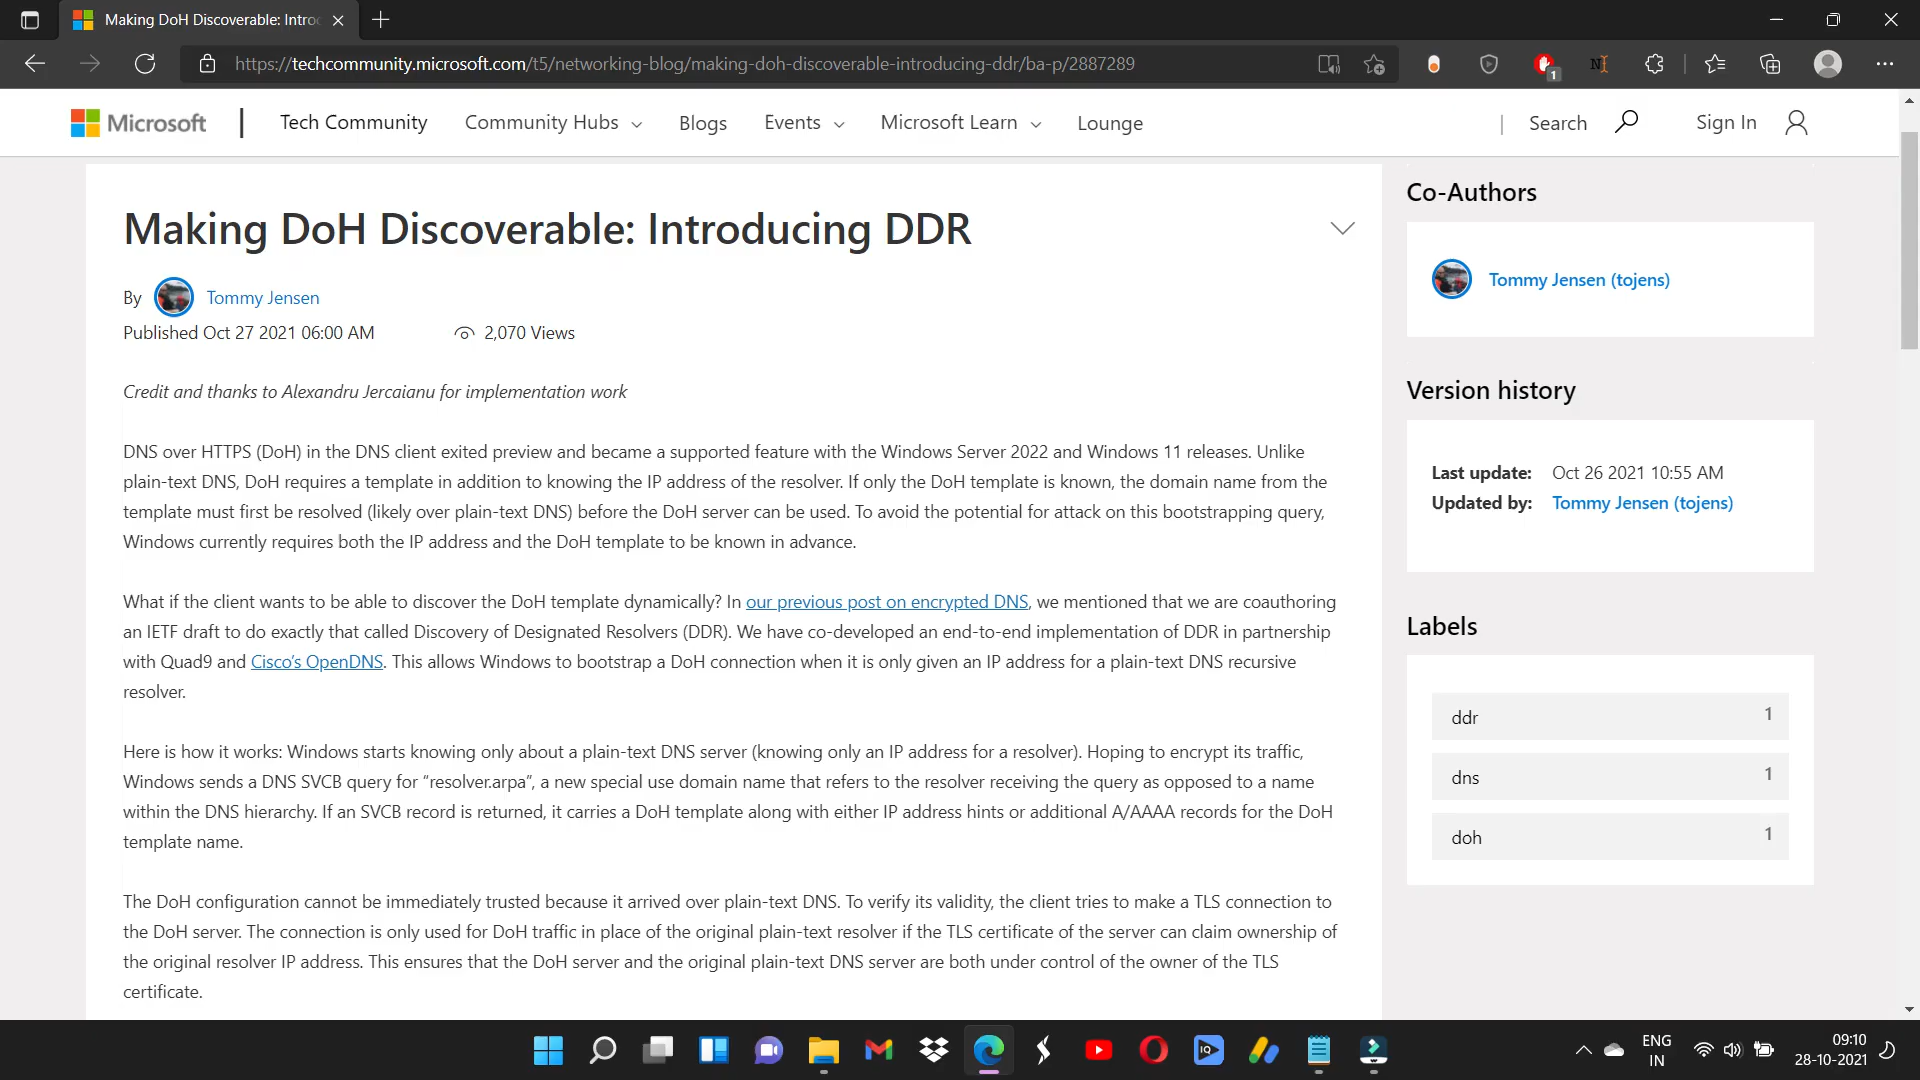 Making DoH Discoverable: Intro
https://techcommunity.microsoft.com/t5/networking-blog/making-doh-discoverable-introducing-ddr/ba-p/2887289
1
Microsoft
Tech Community
Community Hubs
Blogs
Events
Microsoft Learn
Lounge
Search
Sign In
Making DoH Discoverable: Introducing DDR
By Tommy Jensen
Published Oct 27 2021 06:00 AM
2,070 Views
Credit and thanks to Alexandru Jercaianu for implementation work
DNS over HTTPS (DoH) in the DNS client exited preview and became a supported feature with the Windows Server 2022 and Windows 11 releases. Unlike
plain-text DNS, DoH requires a template in addition to knowing the IP address of the resolver. If only the DoH template is known, the domain name from the
template must first be resolved (likely over plain-text DNS) before the DoH server can be used. To avoid the potential for attack on this bootstrapping query,
Windows currently requires both the IP address and the DoH template to be known in advance.
What if the client wants to be able to discover the DoH template dynamically? In our previous post on encrypted DNS, we mentioned that we are coauthoring
an IETF draft to do exactly that called Discovery of Designated Resolvers (DDR). We have co-developed an end-to-end implementation of DDR in partnership
with Quad9 and Cisco's OpenDNS. This allows Windows to bootstrap a DoH connection when it is only given an IP address for a plain-text DNS recursive
resolver.
Here is how it works: Windows starts knowing only about a plain-text DNS server (knowing only an IP address for a resolver). Hoping to encrypt its traffic,
Windows sends a DNS SVCB query for “resolver.arpa”, a new special use domain name that refers to the resolver receiving the query as opposed to a name
within the DNS hierarchy. If an SVCB record is returned, it carries a DoH template along with either IP address hints or additional A/AAAA records for the DoH
template name.
The DoH configuration cannot be immediately trusted because it arrived over plain-text DNS. To verify its validity, the client tries to make a TLS connection to
the DoH server. The connection is only used for DoH traffic in place of the original plain-text resolver if the TLS certificate of the server can claim ownership of
the original resolver IP address. This ensures that the DoH server and the original plain-text DNS server are both under control of the owner of the TLS
certificate.
Co-Authors
Tommy Jensen (tojens)
Version history
Last update: Oct 26 2021 10:55 AM
Updated by: Tommy Jensen (tojens)
Labels
ddr 1
dns 1
doh 1
IQ
ENG
IN
09:10
28-10-2021